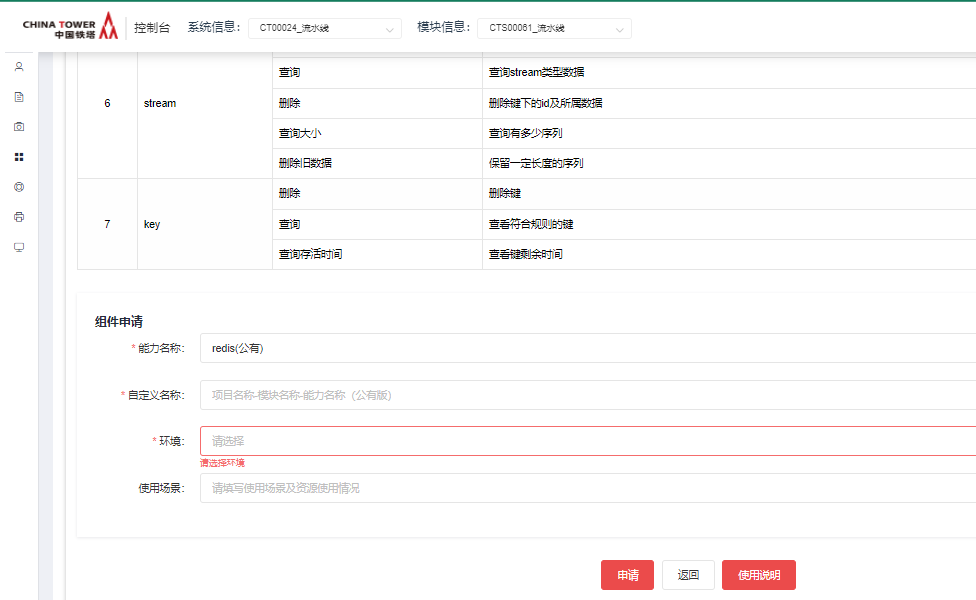 CHINA TOWER
中国铁塔
控制台 系统信息: CT00024_流水线 模块信息: CTS00061_流水线
查询 查询stream类型数据
6 stream 删除 删除键下的id及所属数据
查询大小 查询有多少序列
删除旧数据 保留一定长度的序列
删除 删除键
7 key 查询 查看符合规则的键
查询存活时间 查看键剩余时间
组件申请
* 能力名称: redis(公有)
* 自定义名称: 项目名称-模块名称-能力名称（公有版）
* 环境: 请选择
请选择环境
使用场景: 请填写使用场景及资源使用情况
申请 返回 使用说明